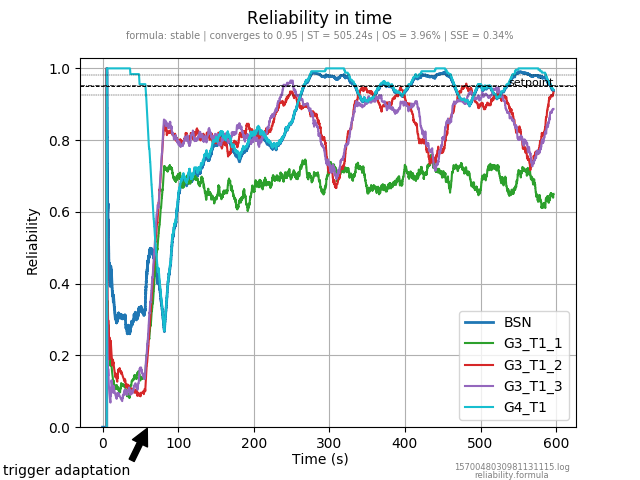 Reliability in time
formula: stable | converges to 0.95 | ST = 505.24s | OS = 3.96% | SSE = 0.34%
1.0
0.8
0.6
0.4
0.2
0.0
Reliability
setpoint
BSN
G3_T1_1
G3_T1_2
G3_T1_3
G4_T1
0
100
200
300
400
500
600
Time (s)
trigger adaptation
1570048030981131115.log
reliability.formula